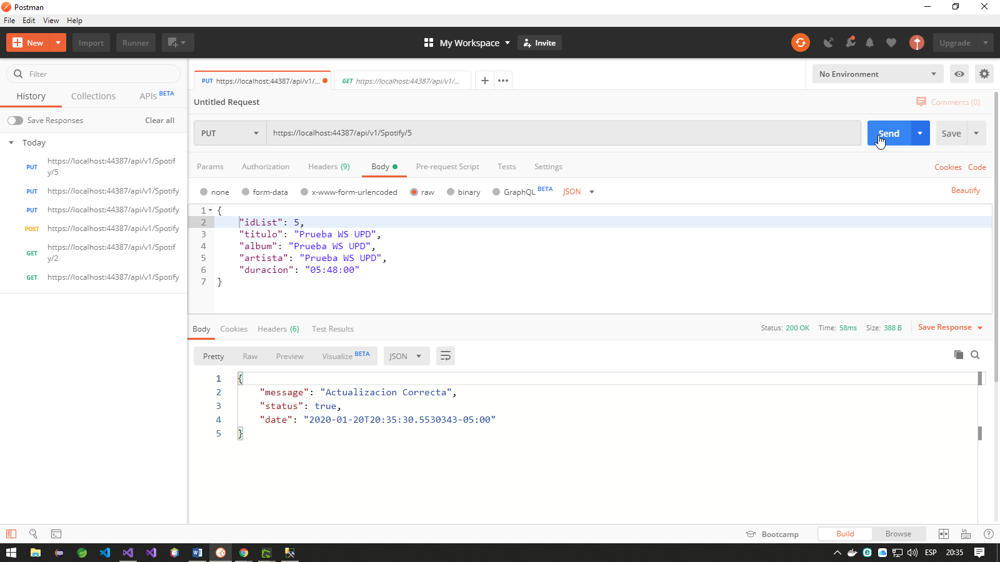 Postman
File Edit View Help
New Import Runner My Workspace Invite Upgrade
Filter
History Collections APIs BETA
Save Responses Clear all
Today
PUT https://localhost:44387/api/v1/Spotif
y/5
PUT https://localhost:44387/api/v1/Spotify
PUT https://localhost:44387/api/v1/Spotify
POST https://localhost:44387/api/v1/Spotify
GET https://localhost:44387/api/v1/Spotif
y/2
GET https://localhost:44387/api/v1/Spotify
PUT https://localhost:44387/api/v1/... GET https://localhost:44387/api/v1/... + ••• No Environment
Untitled Request Comments (0)
PUT https://localhost:44387/api/v1/Spotify/5 Send Save
Params Authorization Headers (9) Body Pre-request Script Tests Settings Cookies Code
none form-data x-www-form-urlencoded raw binary GraphQL BETA JSON Beautify
1 {
2 "idList": 5,
3 "titulo": "Prueba WS UPD",
4 "album": "Prueba WS UPD",
5 "artista": "Prueba WS UPD",
6 "duracion": "05:48:00"
7 }
Body Cookies Headers (6) Test Results Status: 200 OK Time: 58ms Size: 388 B Save Response
Pretty Raw Preview Visualize BETA JSON
1 {
2 "message": "Actualizacion Correcta",
3 "status": true,
4 "date": "2020-01-20T20:35:30.5530343-05:00"
5 }
Bootcamp Build Browse
ESP 20:35